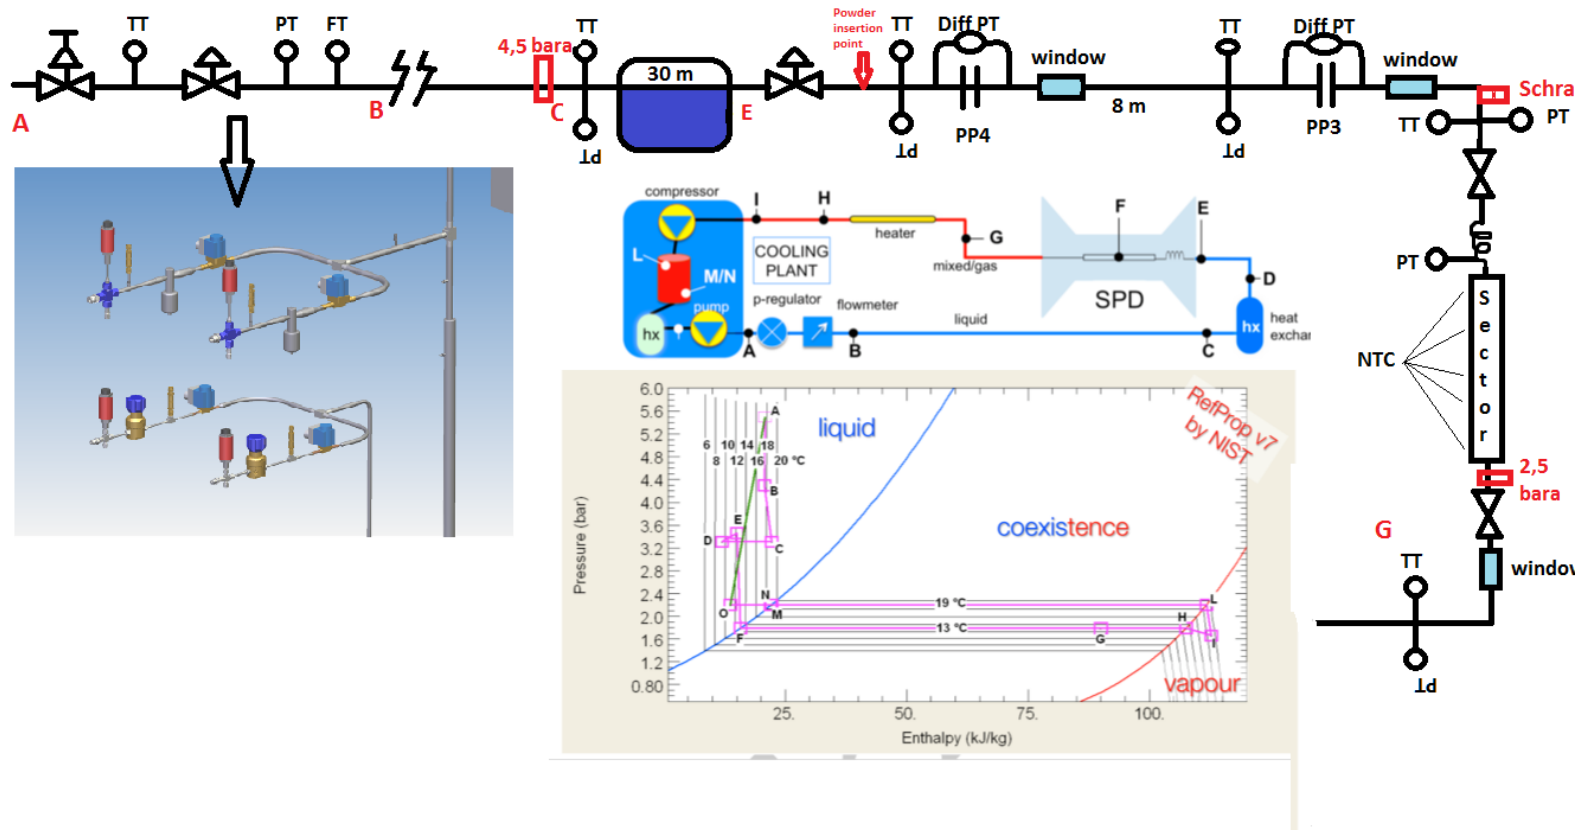 TT
PT
FT
4,5 bara
TT
30 m
Powder
insertion
point
TT
Diff PT
window
TT
Diff PT
window
Schra
A
B
C
E
PT
PT
PP4
8 m
PT
PP3
TT
PT
compressor
I
H
heater
G
mixed/gas
F
E
SPD
D
L
COOLING
PLANT
M/N
p-regulator
flowmeter
pump
hx
A
B
liquid
C
hx
heat
exchar
PT
S
e
c
t
o
r
NTC
2,5
bara
G
TT
window
PT
6.0
5.6
5.2
4.8
4.4
4.0
3.6
3.2
2.8
2.4
2.0
1.6
1.2
0.80
Pressure (bar)
A
6 10 14 18
8 12 16 20 °C
B
E
D
C
O
N
M
F
19 °C
13 °C
G
L
H
I
liquid
coexistence
vapour
RefProp v7
by NIST
25.
50.
75.
100.
Enthalpy (kJ/kg)